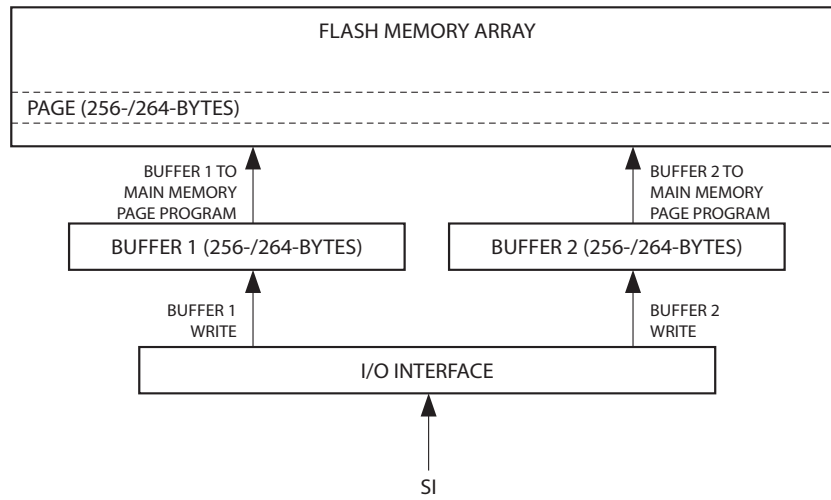 FLASH MEMORY ARRAY
PAGE (256-/264-BYTES)
BUFFER 1 TO
MAIN MEMORY
PAGE PROGRAM
BUFFER 2 TO
MAIN MEMORY
PAGE PROGRAM
BUFFER 1 (256-/264-BYTES)
BUFFER 2 (256-/264-BYTES)
BUFFER 1
WRITE
BUFFER 2
WRITE
I/O INTERFACE
SI